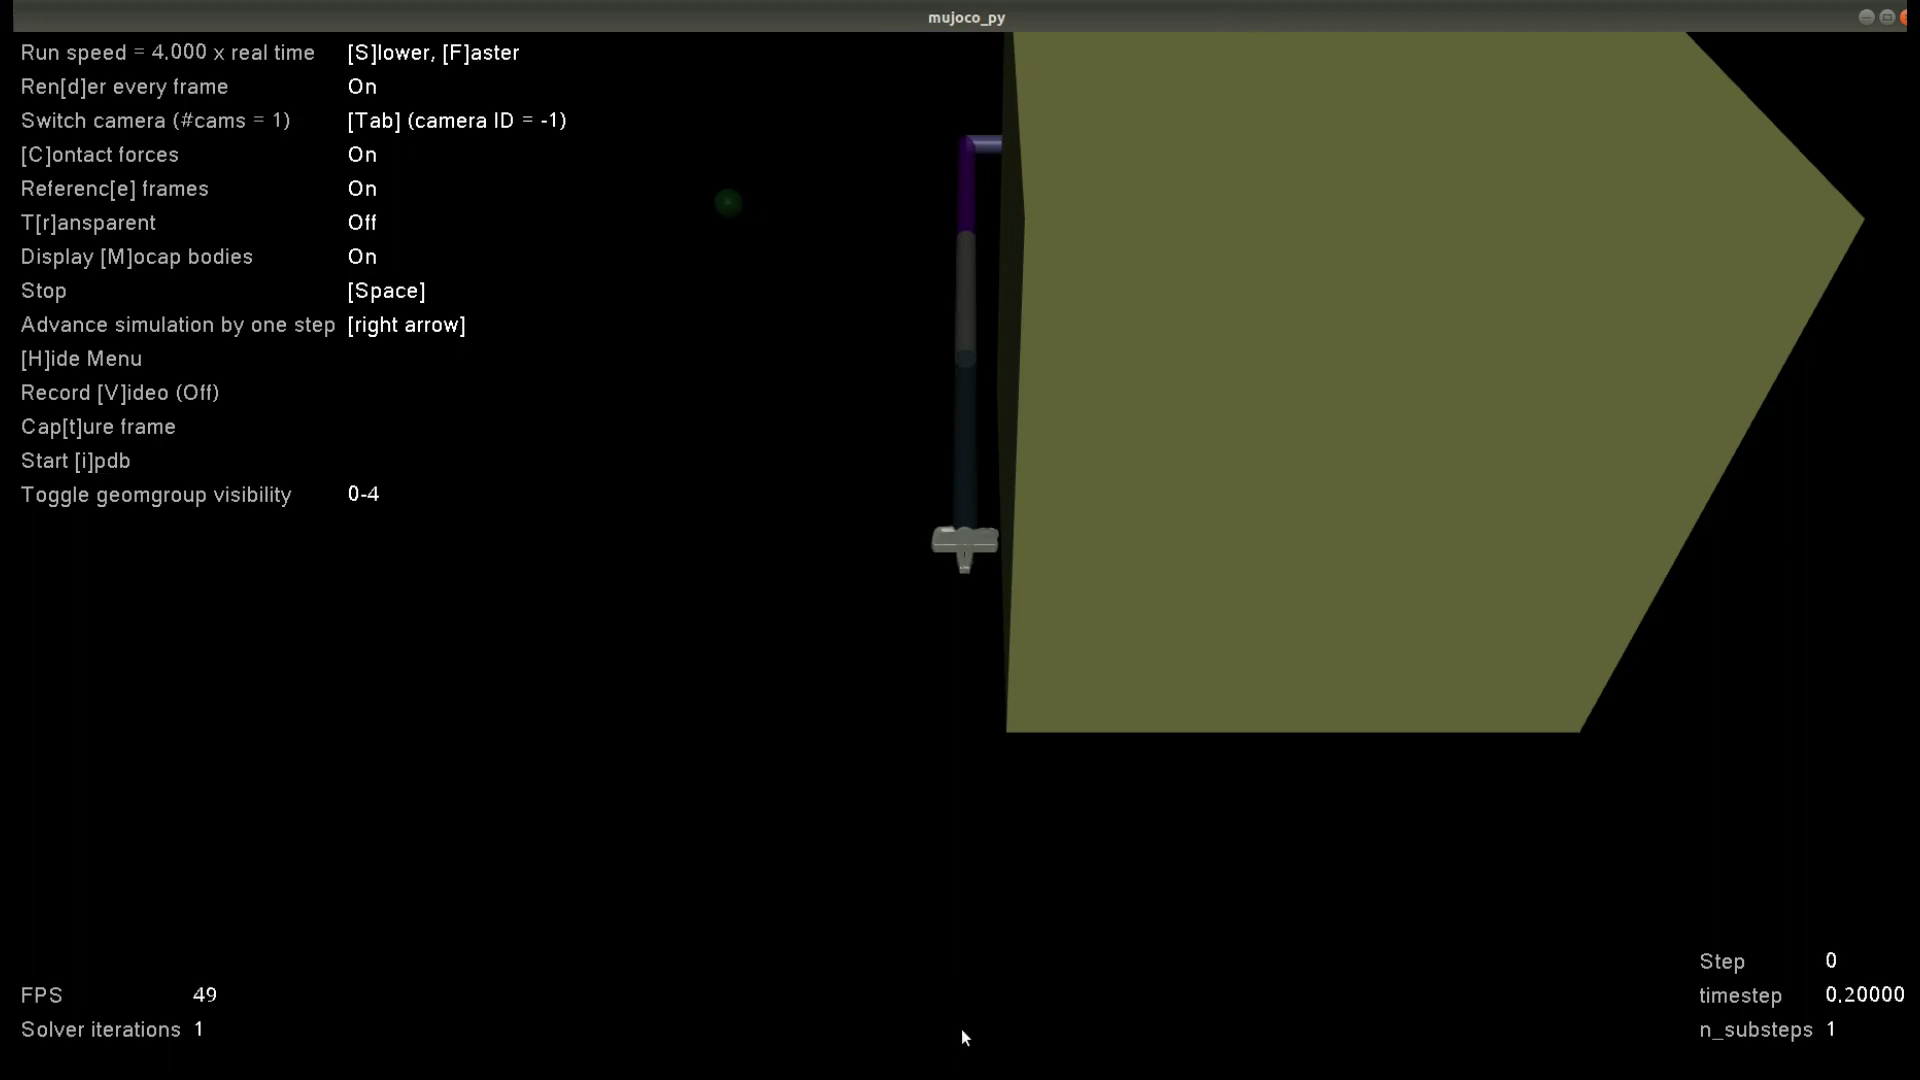 mujoco_py
Run speed = 4.000 x real time [S]lower, [F]aster
Ren[d]er every frame On
Switch camera (#cams = 1) [Tab] (camera ID = -1)
[C]ontact forces On
Referenc[e] frames On
T[r]ansparent Off
Display [M]ocap bodies On
Stop [Space]
Advance simulation by one step [right arrow]
[H]ide Menu
Record [V]ideo (Off)
Cap[t]ure frame
Start [i]pdb
Toggle geomgroup visibility 0-4
FPS 49
Solver iterations 1
Step 0
timestep 0.20000
n_substeps 1